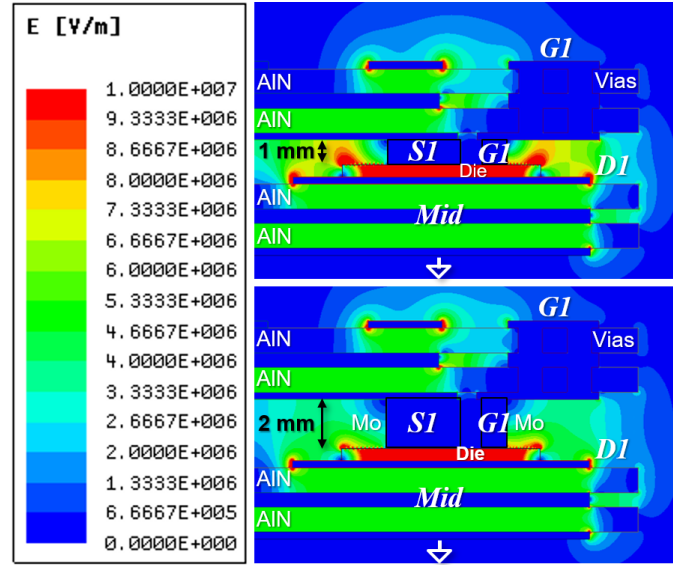 E [V/m]
1.0000E+007
9.3333E+006
8.6667E+006
8.0000E+006
7.3333E+006
6.6667E+006
6.0000E+006
5.3333E+006
4.6667E+006
4.0000E+006
3.3333E+006
2.6667E+006
2.0000E+006
1.3333E+006
6.6667E+005
0.0000E+000
G1
AlN
Vias
AlN
1 mm
S1
G1
Die
D1
AlN
Mid
AlN
G1
AlN
Vias
AlN
2 mm
Mo
S1
G1
Mo
Die
D1
AlN
Mid
AlN